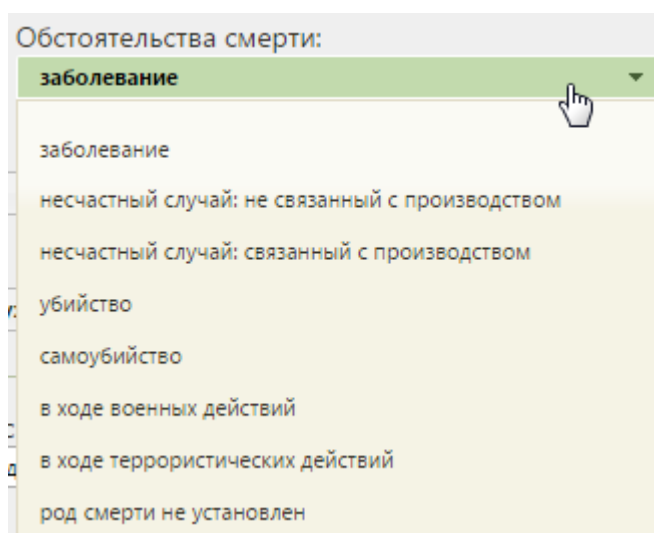 Обстоятельства смерти:
заболевание
заболевание
несчастный случай: не связанный с производством
несчастный случай: связанный с производством
убийство
самоубийство
в ходе военных действий
в ходе террористических действий
род смерти не установлен